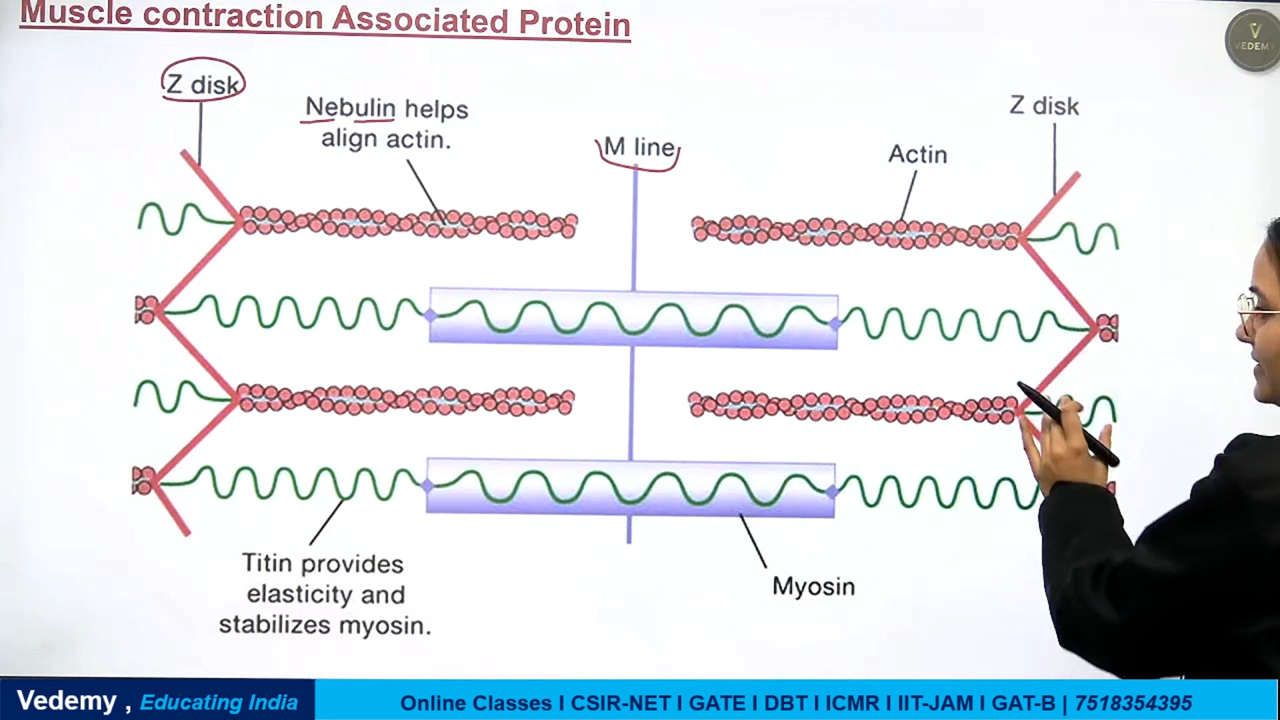 Muscle contraction Associated Protein
V
VEDEMY
Z disk
Nebulin helps
align actin.
M line
Actin
Z disk
Titin provides
elasticity and
stabilizes myosin.
Myosin
Vedemy , Educating India
Online Classes I CSIR-NET I GATE I DBT I ICMR I IIT-JAM I GAT-B | 7518354395